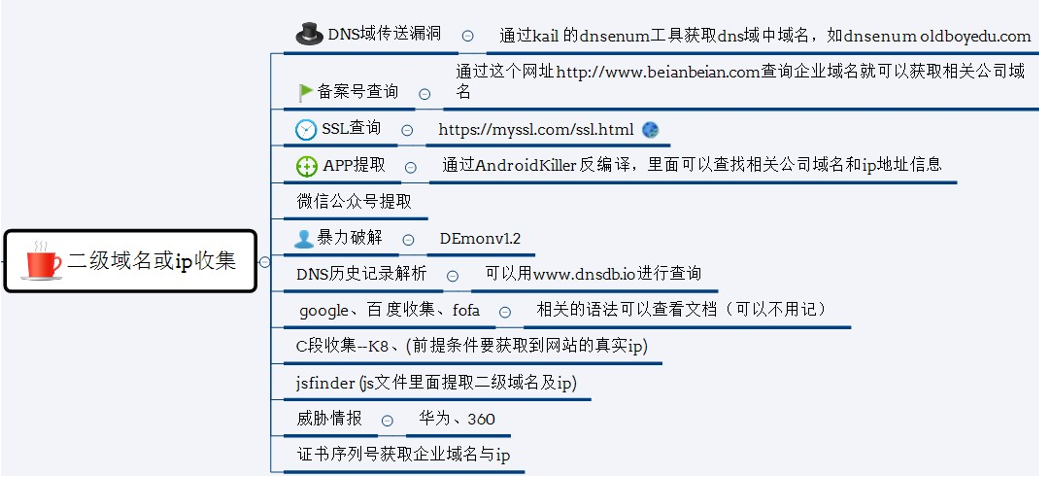 DNS域传送漏洞
通过kail 的dnsenum工具获取dns域中域名，如dnsenum oldboyedu.com
备案号查询
通过这个网址http://www.beianbeian.com查询企业域名就可以获取相关公司域
名
SSL查询
https://myssl.com/ssl.html
APP提取
通过AndroidKiller 反编译，里面可以查找相关公司域名和ip地址信息
微信公众号提取
二级域名或ip收集
暴力破解
DEmonv1.2
DNS历史记录解析
可以用www.dnsdb.io进行查询
google、百度收集、fofa
相关的语法可以查看文档（可以不用记）
C段收集--K8、(前提条件要获取到网站的真实ip)
jsfinder (js文件里面提取二级域名及ip)
威胁情报
华为、360
证书序列号获取企业域名与ip